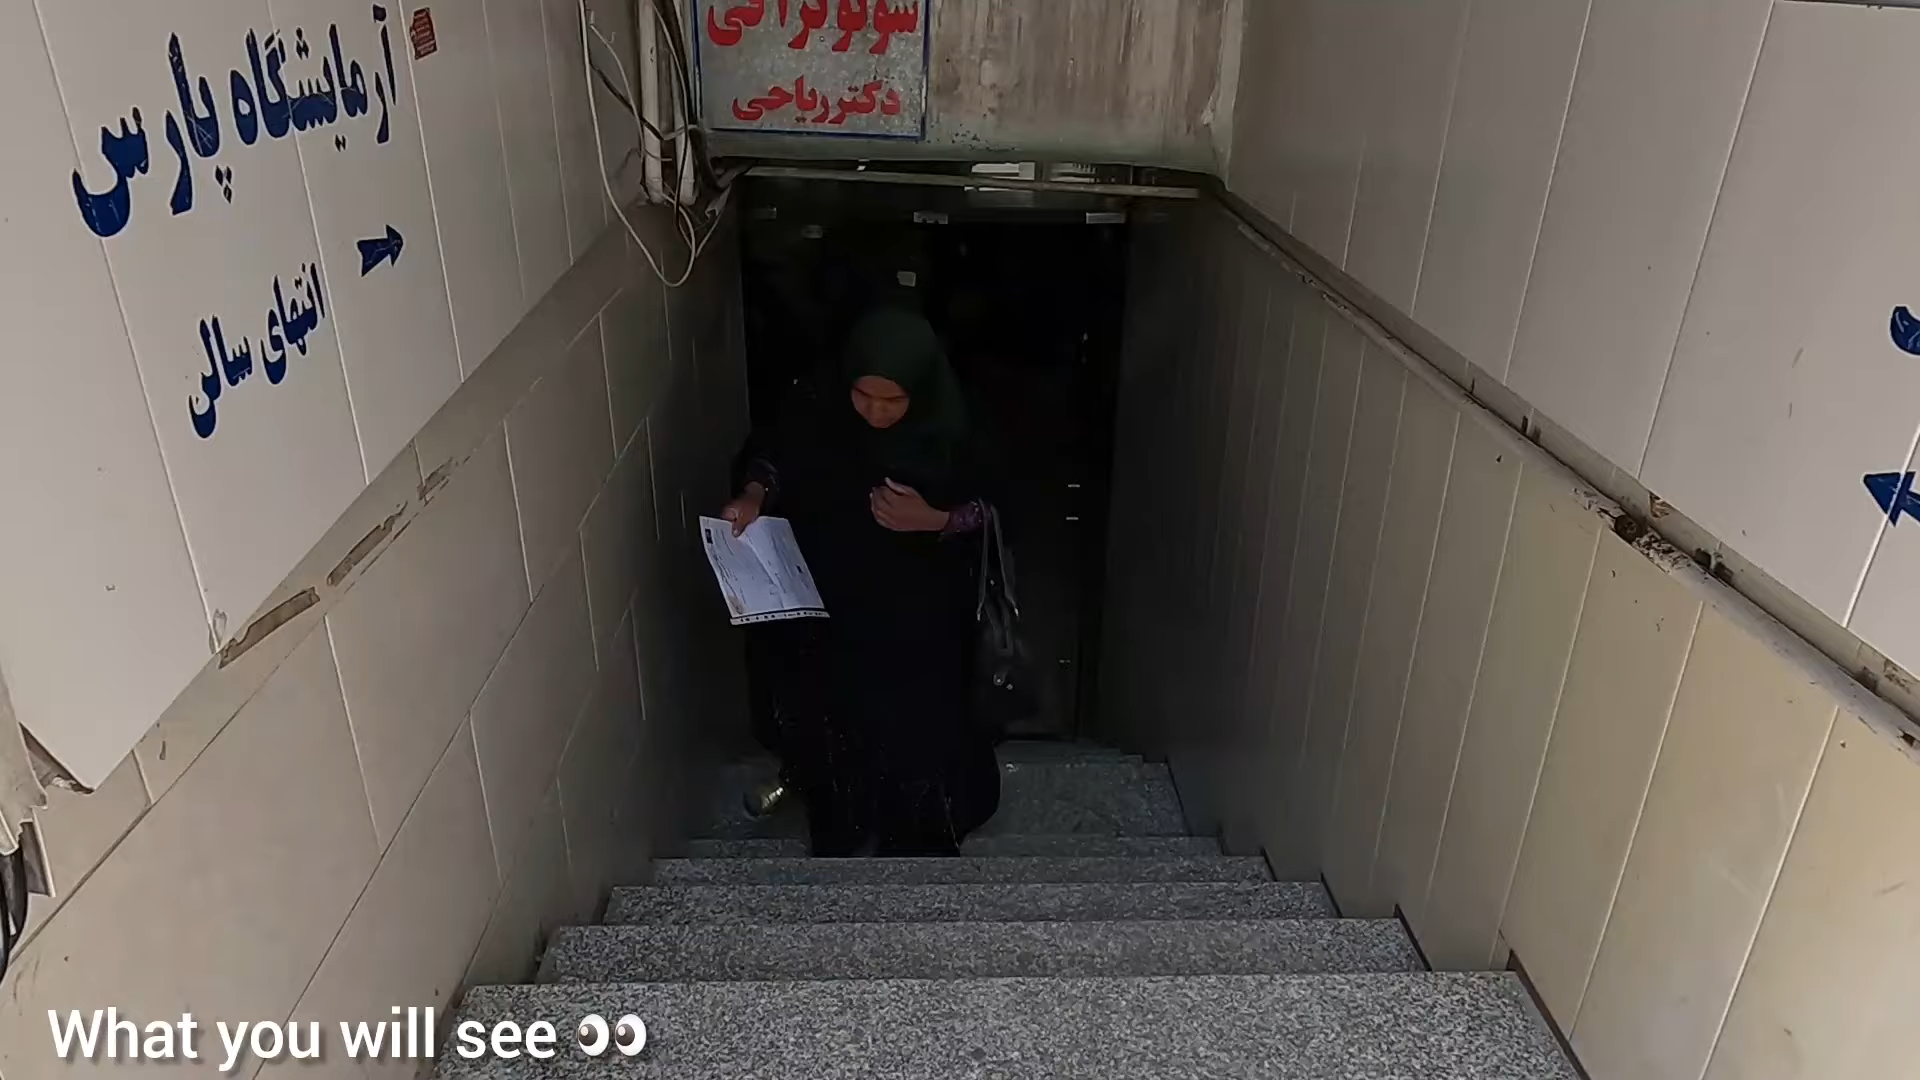 آزمایشگاه پارس
انتهای سالن
سونوگرافی
دکتر ریاحی
What you will see 👀